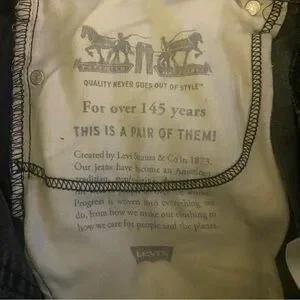 QUALITY NEVER GOES OUT OF STYLE™
For over 145 years
THIS IS A PAIR OF THEM!
Created by Levi Strauss & Co in 1873.
Our jeans have become an American
tradition,
Progress is woven into everything we
do, from how we make our clothing to
how we care for people and the planet.
LEVI'S